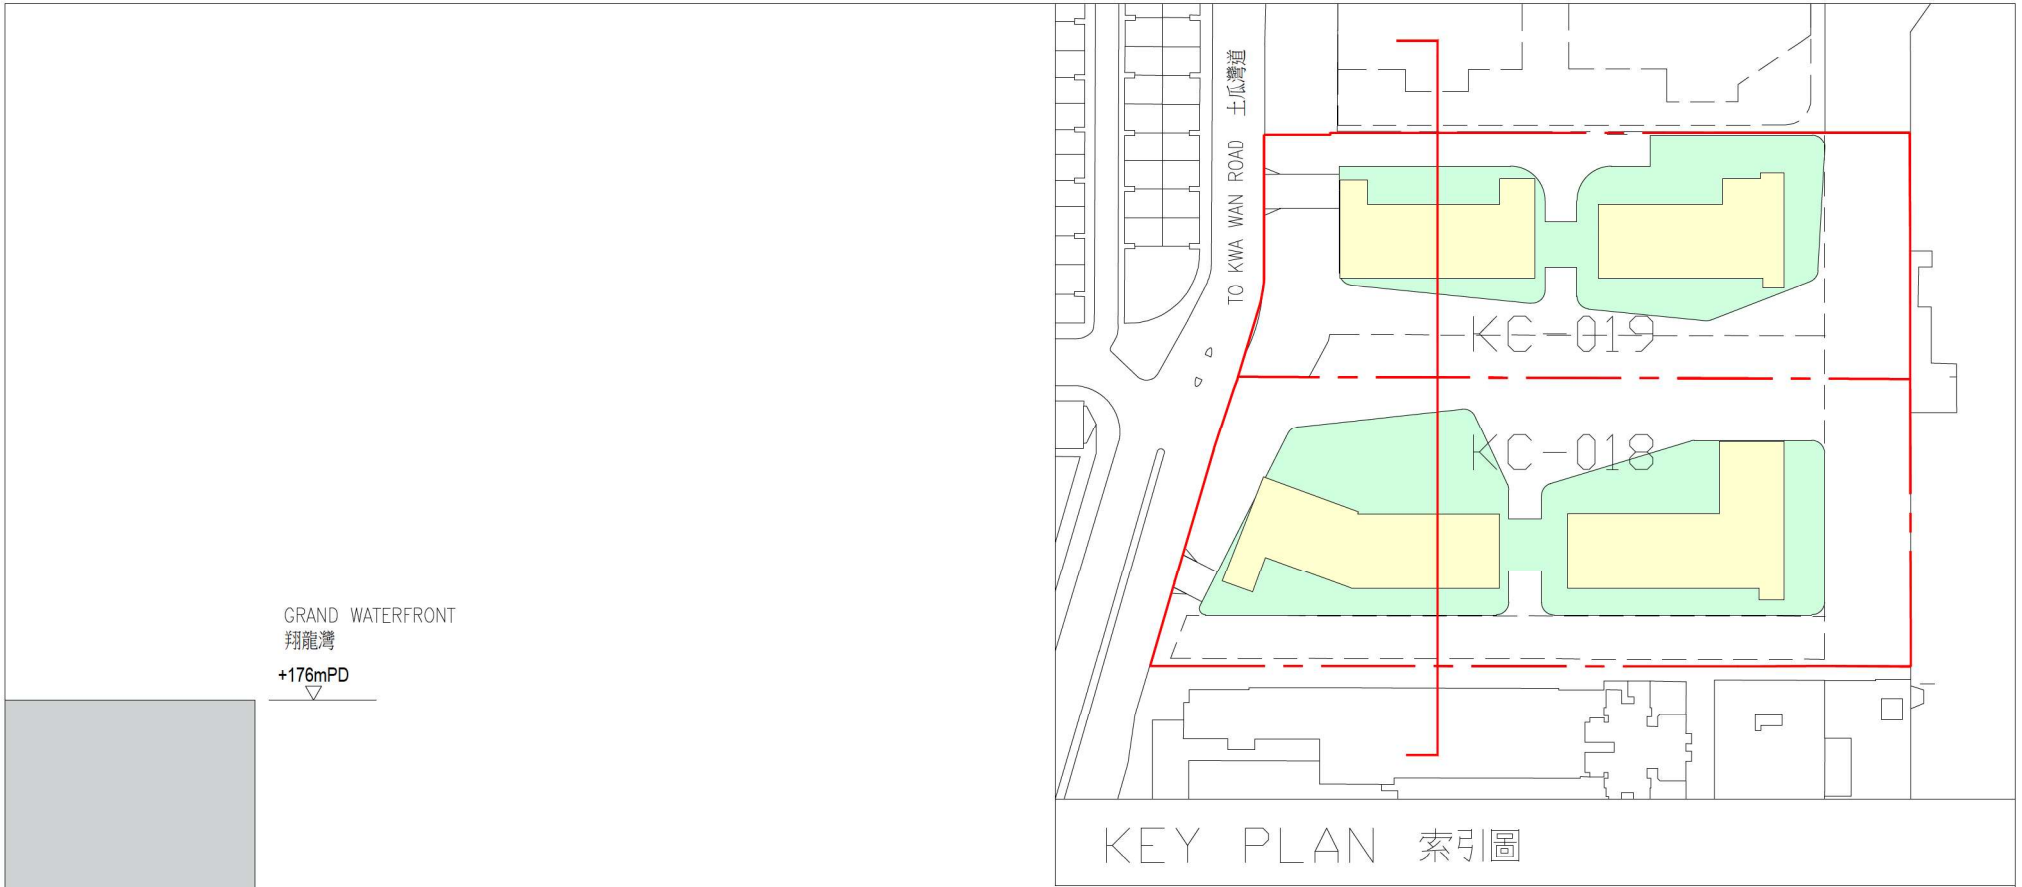 GRAND WATERFRONT
翔龍灣
+176mPD
TO KWA WAN ROAD 土瓜灣道
KC-019
KC-018
KEY PLAN 索引圖